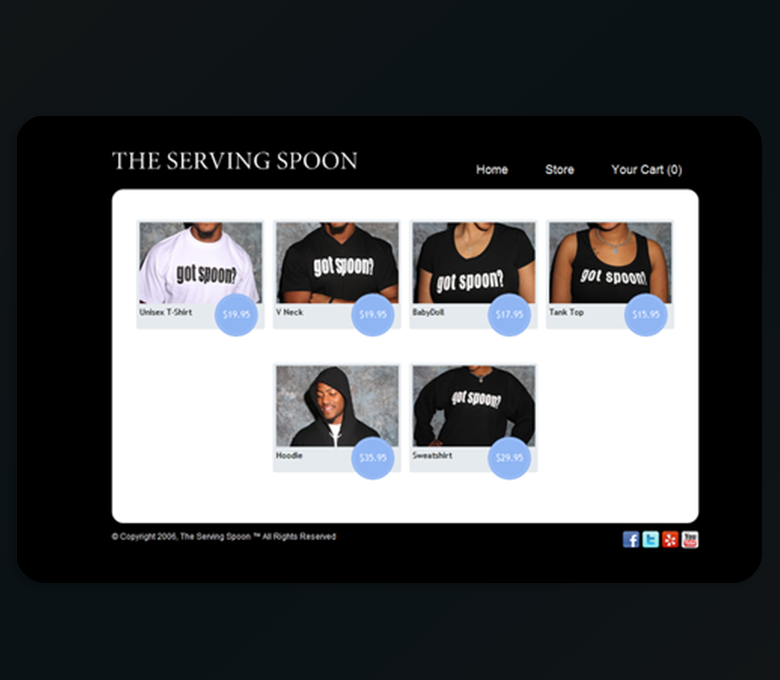 THE SERVING SPOON
Home Store Your Cart (0)
got spoon? got spoon? got spoon? got spoon?
Unisex T-Shirt $19.95 V Neck $19.95 BabyDoll $17.95 Tank Top $15.95
got spoon?
Hoodie $35.95 Sweatshirt $29.95
© Copyright 2006, The Serving Spoon ™ All Rights Reserved
f t You